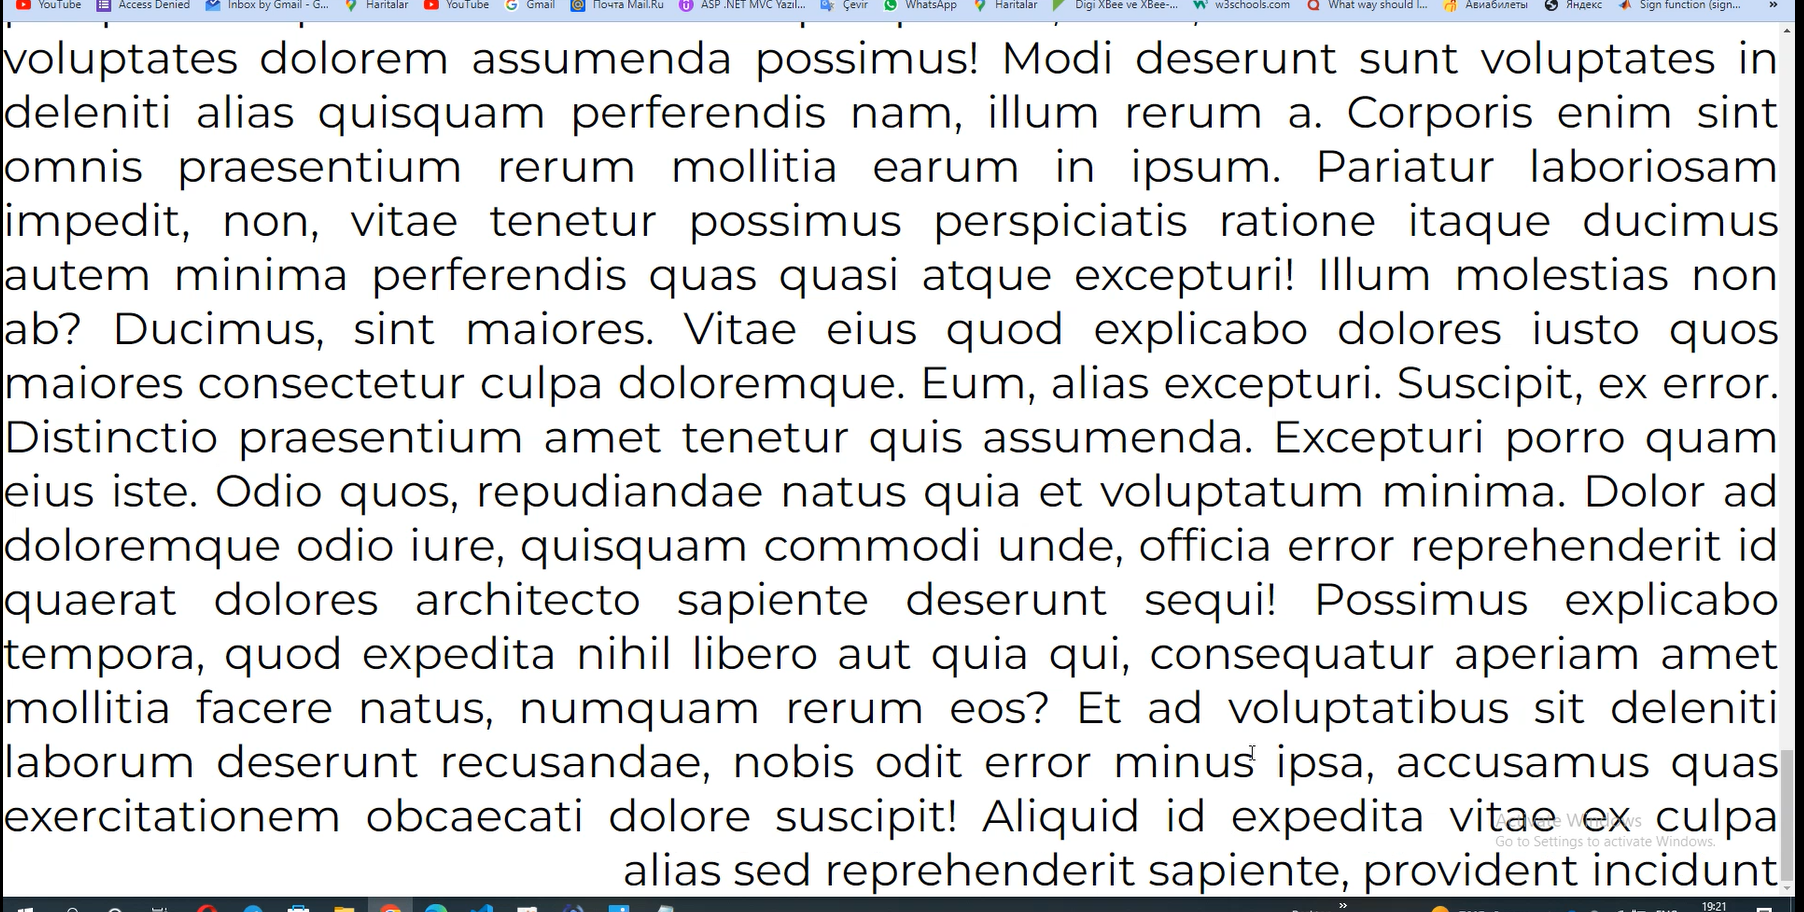 YouTube Access Denied Inbox by Gmail - G... Haritalar YouTube Gmail Почта Mail.Ru ASP .NET MVC Yazıl... Çevir WhatsApp Haritalar Digi XBee ve XBee-... w3schools.com What way should I... Авиабилеты Яндекс Sign function (sign... »
voluptates dolorem assumenda possimus! Modi deserunt sunt voluptates in
deleniti alias quisquam perferendis nam, illum rerum a. Corporis enim sint
omnis praesentium rerum mollitia earum in ipsum. Pariatur laboriosam
impedit, non, vitae tenetur possimus perspiciatis ratione itaque ducimus
autem minima perferendis quas quasi atque excepturi! Illum molestias non
ab? Ducimus, sint maiores. Vitae eius quod explicabo dolores iusto quos
maiores consectetur culpa doloremque. Eum, alias excepturi. Suscipit, ex error.
Distinctio praesentium amet tenetur quis assumenda. Excepturi porro quam
eius iste. Odio quos, repudiandae natus quia et voluptatum minima. Dolor ad
doloremque odio iure, quisquam commodi unde, officia error reprehenderit id
quaerat dolores architecto sapiente deserunt sequi! Possimus explicabo
tempora, quod expedita nihil libero aut quia qui, consequatur aperiam amet
mollitia facere natus, numquam rerum eos? Et ad voluptatibus sit deleniti
laborum deserunt recusandae, nobis odit error minus ipsa, accusamus quas
exercitationem obcaecati dolore suscipit! Aliquid id expedita vitae ex culpa
Activate Windows
Go to Settings to activate Windows.
alias sed reprehenderit sapiente, provident incidunt
» 19:21